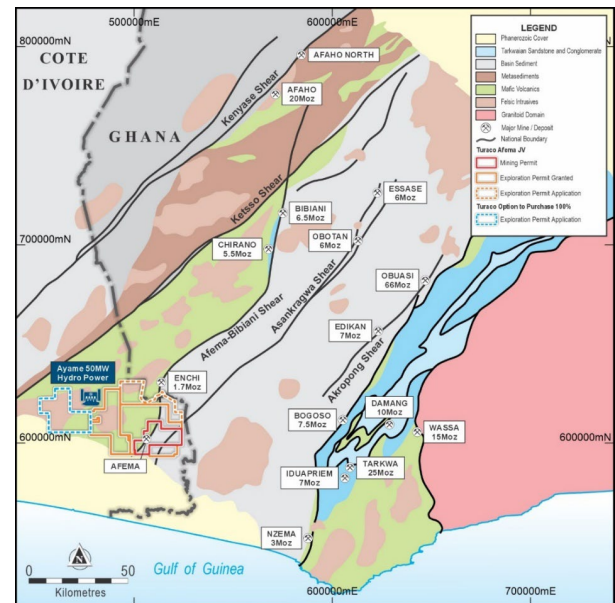 500000mE
600000mE
800000mN
COTE
D'IVOIRE
GHANA
AFAHO NORTH
AFAHO
20Moz
Kenyase Shear
Ketsso Shear
ESSASE
6Moz
BIBIANI
6.5Moz
OBOTAN
6Moz
700000mN
CHIRANO
5.5Moz
OBUASI
66Moz
Afema-Bibiani Shear
Asankragwa Shear
EDIKAN
7Moz
Akropong Shear
Ayame 50MW
Hydro Power
ENCHI
1.7Moz
DAMANG
10Moz
BOGOSO
7.5Moz
WASSA
15Moz
600000mN
600000mN
AFEMA
TARKWA
25Moz
IDUAPRIEM
7Moz
NZEMA
3Moz
N
0
50
Kilometres
Gulf of Guinea
600000mE
700000mE
LEGEND
Phanerozoic Cover
Tarkwaian Sandstone and Conglomerate
Basin Sediment
Metasediments
Mafic Volcanics
Felsic Intrusives
Granitoid Domain
Major Mine / Deposit
National Boundary
Turaco Afema JV
Mining Permit
Exploration Permit Granted
Exploration Permit Application
Turaco Option to Purchase 100%
Exploration Permit Application